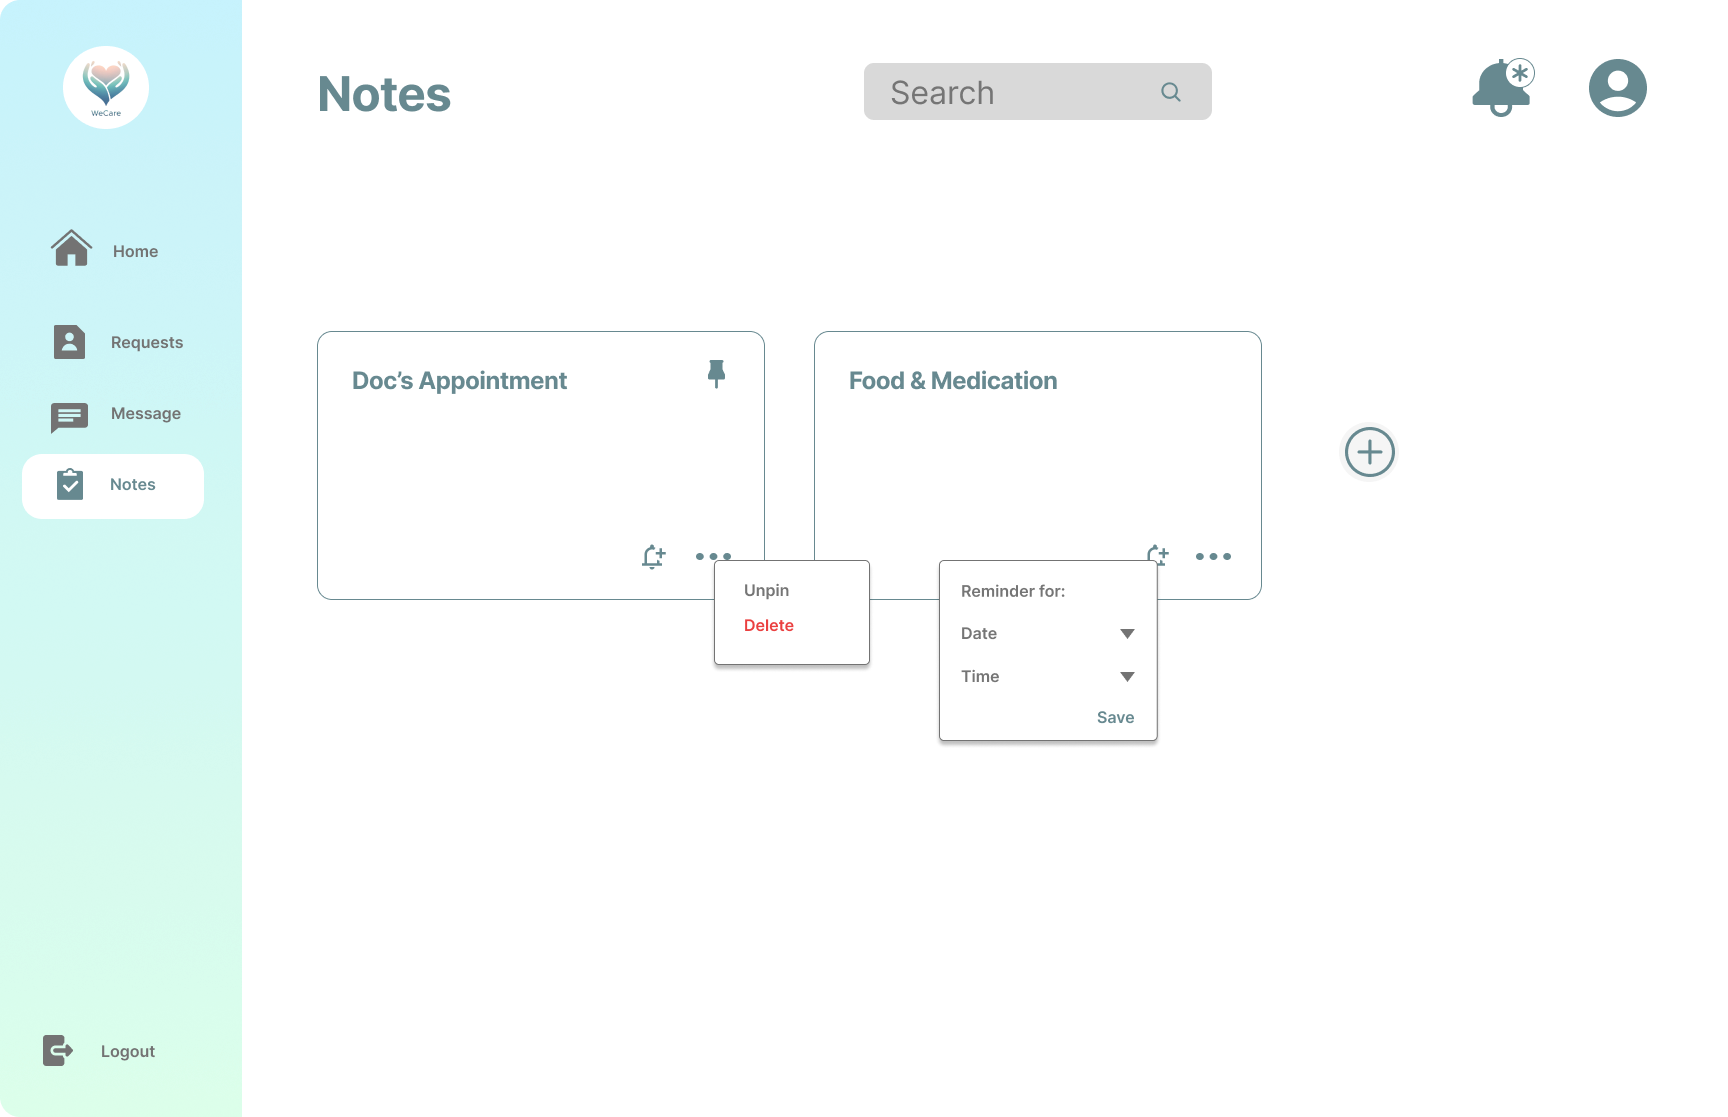 WeCare
Notes
Search
Home
Requests
Message
Notes
Logout
Doc’s Appointment
Unpin
Delete
Food & Medication
Reminder for:
Date
Time
Save